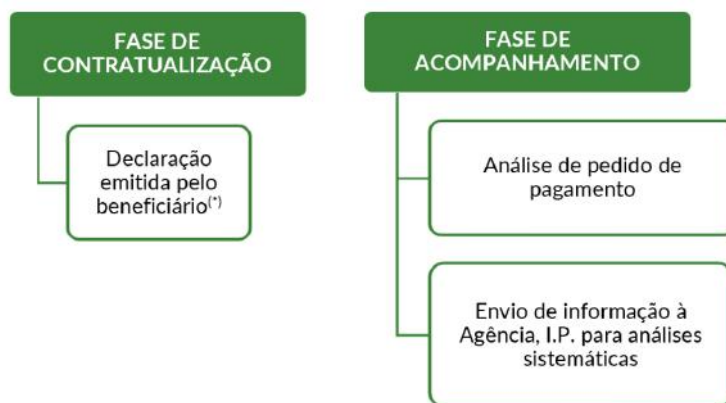 FASE DE
CONTRATUALIZAÇÃO
Declaração
emitida pelo
beneficiário(*)
FASE DE
ACOMPANHAMENTO
Análise de pedido de
pagamento
Envio de informação à
Agência, I.P. para análises
sistemáticas